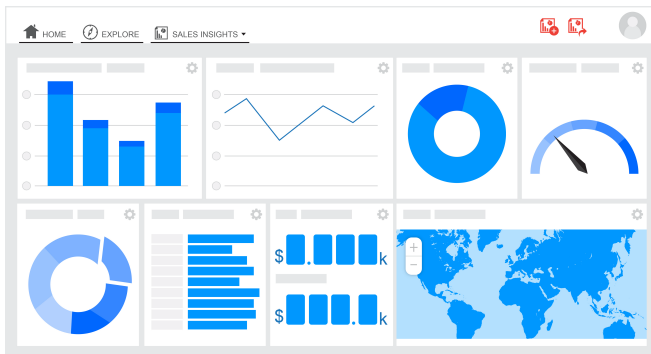 HOME
EXPLORE
SALES INSIGHTS
+
−
$ . k
$ . k